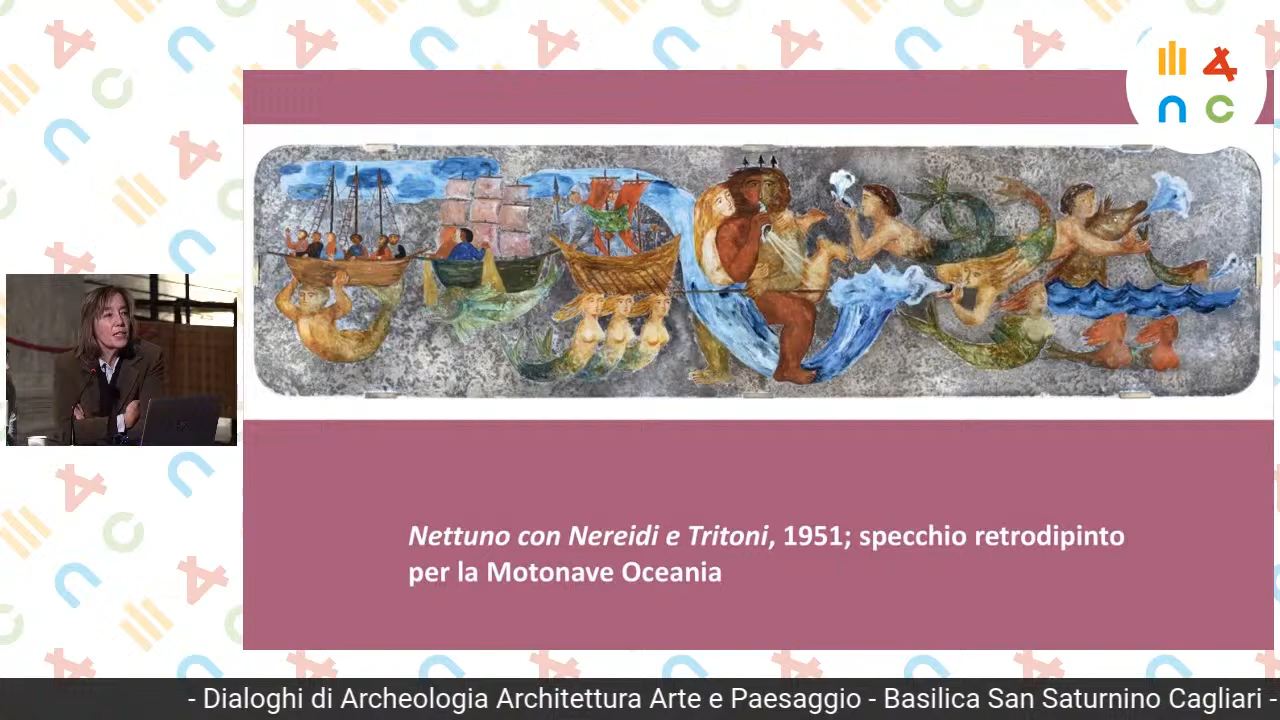 Nettuno con Nereidi e Tritoni, 1951; specchio retrodipinto
per la Motonave Oceania
- Dialoghi di Archeologia Architettura Arte e Paesaggio - Basilica San Saturnino Cagliari -